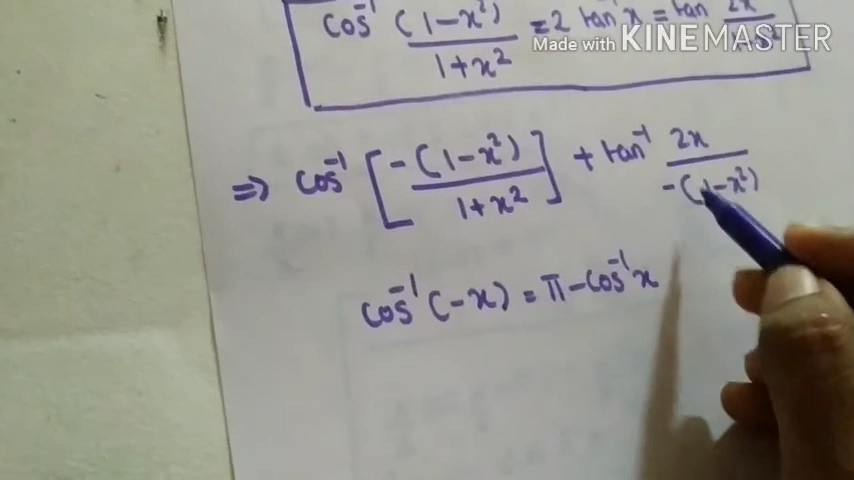 cos⁻¹ (1-x²)/1+x² = 2 tan⁻¹x = tan 2x
Made with KINEMASTER
⇒ cos⁻¹ [-(1-x²)/1+x²] + tan⁻¹ 2x/-(1-x²)
cos⁻¹(-x) = π - cos⁻¹x